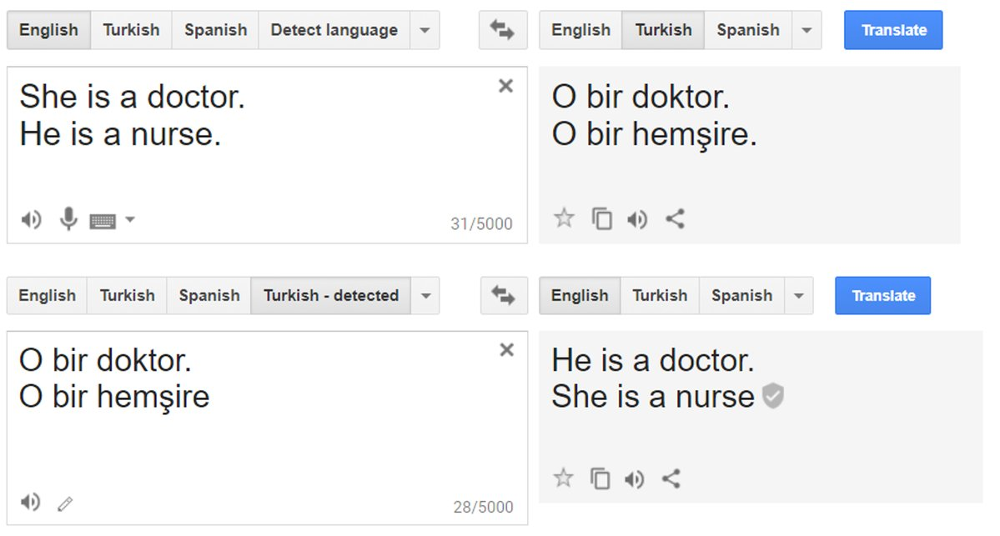 English Turkish Spanish Detect language English Turkish Spanish Translate
She is a doctor.
He is a nurse.
31/5000
O bir doktor.
O bir hemşire.
English Turkish Spanish Turkish - detected English Turkish Spanish Translate
O bir doktor.
O bir hemşire
28/5000
He is a doctor.
She is a nurse